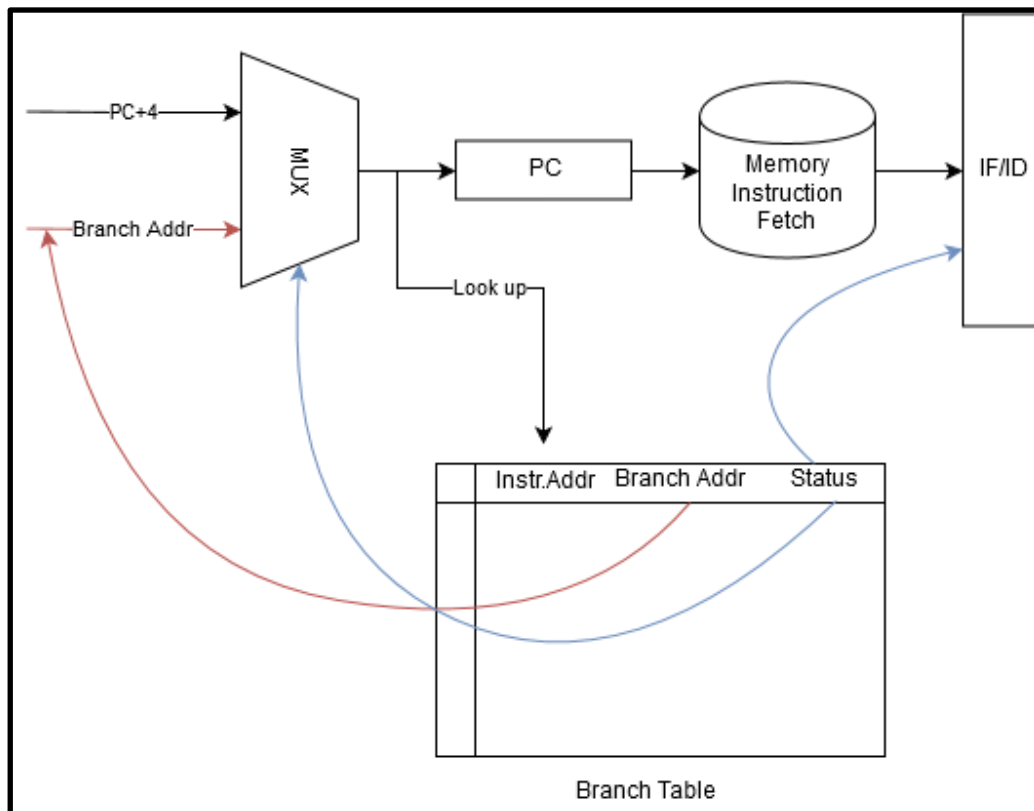 PC+4
MUX
Branch Addr
PC
Memory
Instruction
Fetch
IF/ID
Look up
Instr.Addr Branch Addr Status
Branch Table